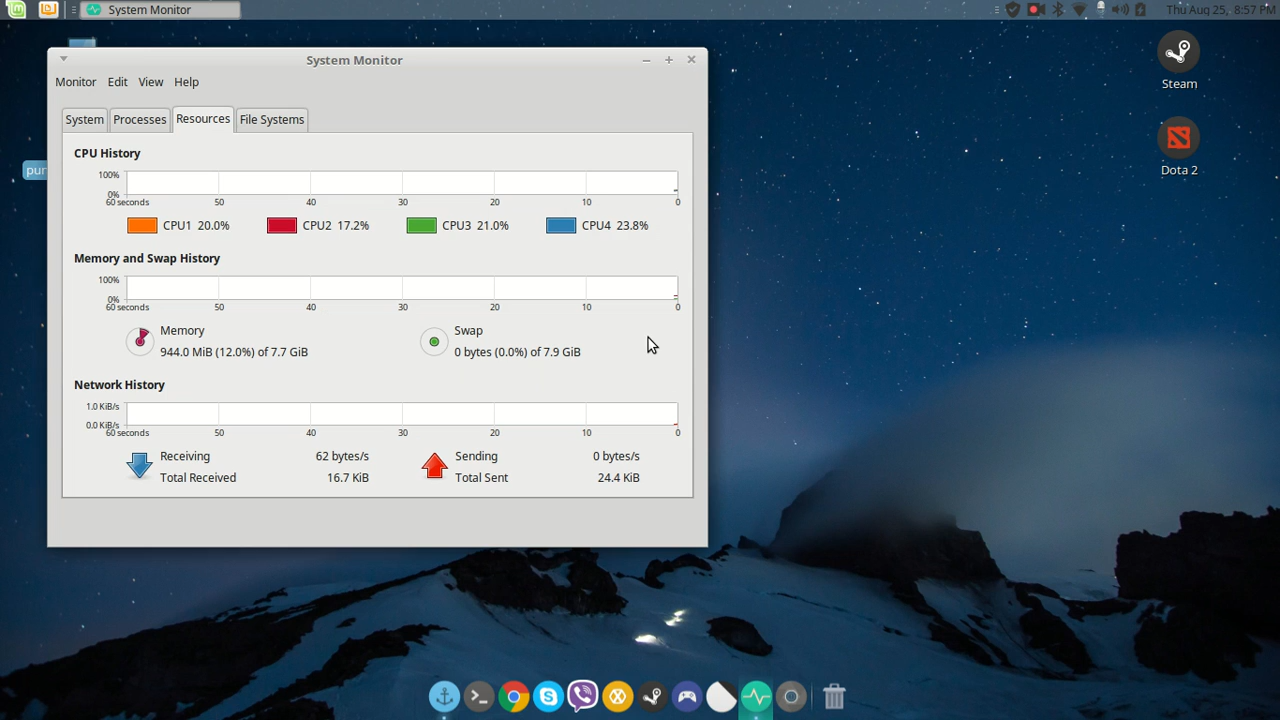 System Monitor
Thu Aug 25, 8:57 PM
System Monitor
Monitor Edit View Help
System Processes Resources File Systems
CPU History
100%
0%
60 seconds 50 40 30 20 10 0
CPU1 20.0% CPU2 17.2% CPU3 21.0% CPU4 23.8%
Memory and Swap History
100%
0%
60 seconds 50 40 30 20 10 0
Memory
944.0 MiB (12.0%) of 7.7 GiB
Swap
0 bytes (0.0%) of 7.9 GiB
Network History
1.0 KiB/s
0.0 KiB/s
60 seconds 50 40 30 20 10 0
Receiving 62 bytes/s
Total Received 16.7 KiB
Sending 0 bytes/s
Total Sent 24.4 KiB
pur
Steam
Dota 2